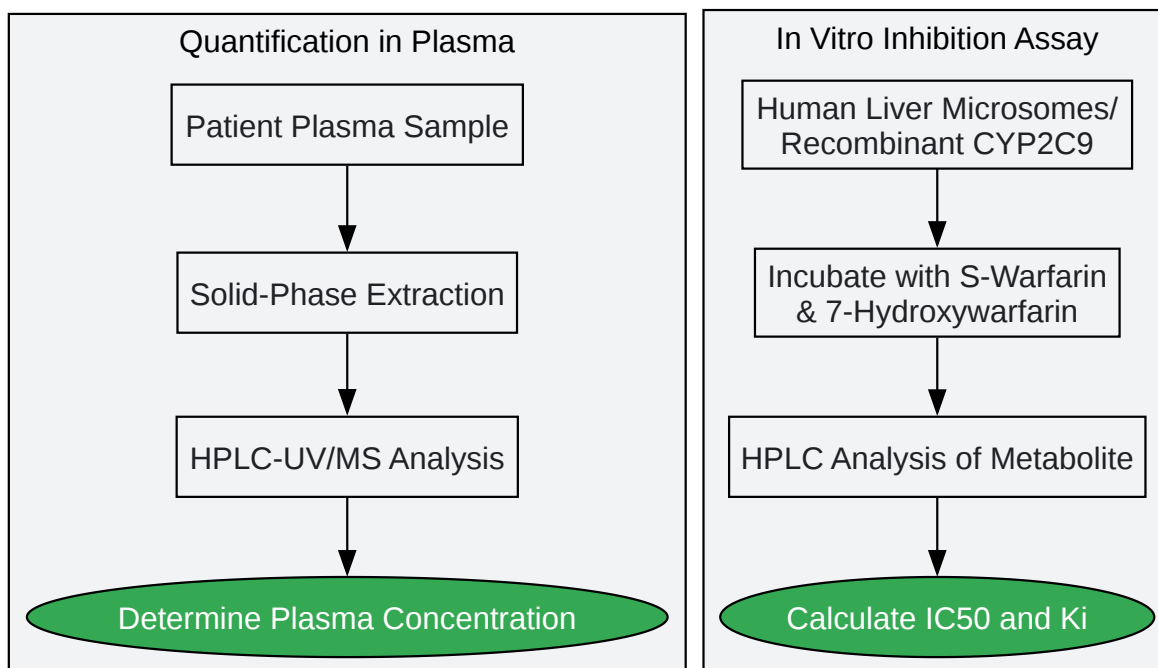 Quantification in Plasma
Patient Plasma Sample
Solid-Phase Extraction
HPLC-UV/MS Analysis
Determine Plasma Concentration
In Vitro Inhibition Assay
Human Liver Microsomes/
Recombinant CYP2C9
Incubate with S-Warfarin
& 7-Hydroxywarfarin
HPLC Analysis of Metabolite
Calculate IC50 and Ki